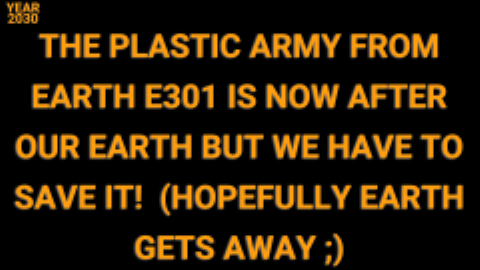 YEAR
2030
THE PLASTIC ARMY FROM
EARTH E301 IS NOW AFTER
OUR EARTH BUT WE HAVE TO
SAVE IT!  (HOPEFULLY EARTH
GETS AWAY ;)